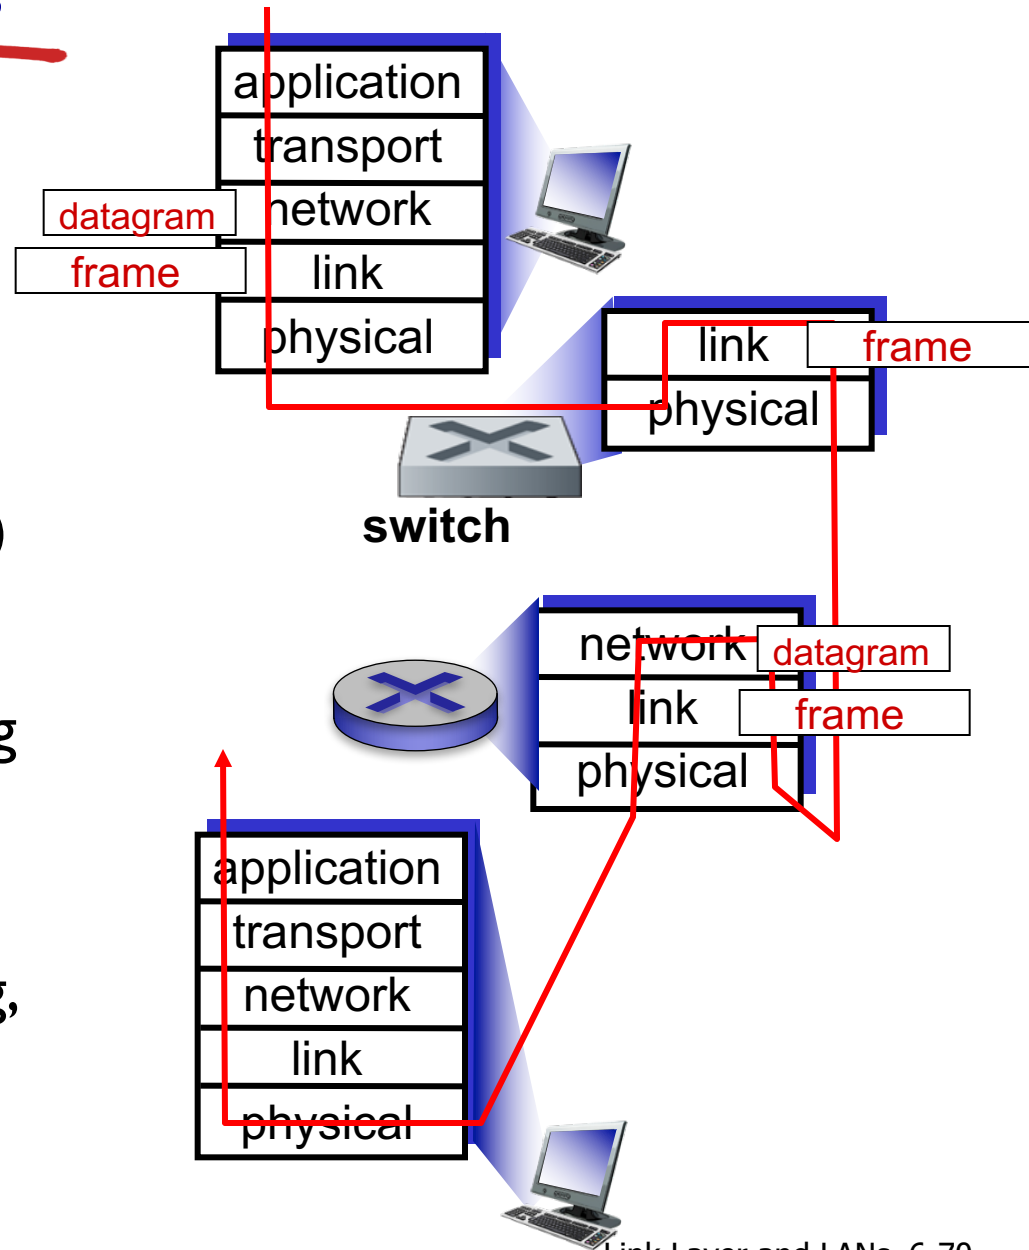 application
transport
datagram
network
frame
link
physical
link
frame
physical
switch
)
network
datagram
link
frame
g
physical
application
transport
g,
network
link
physical